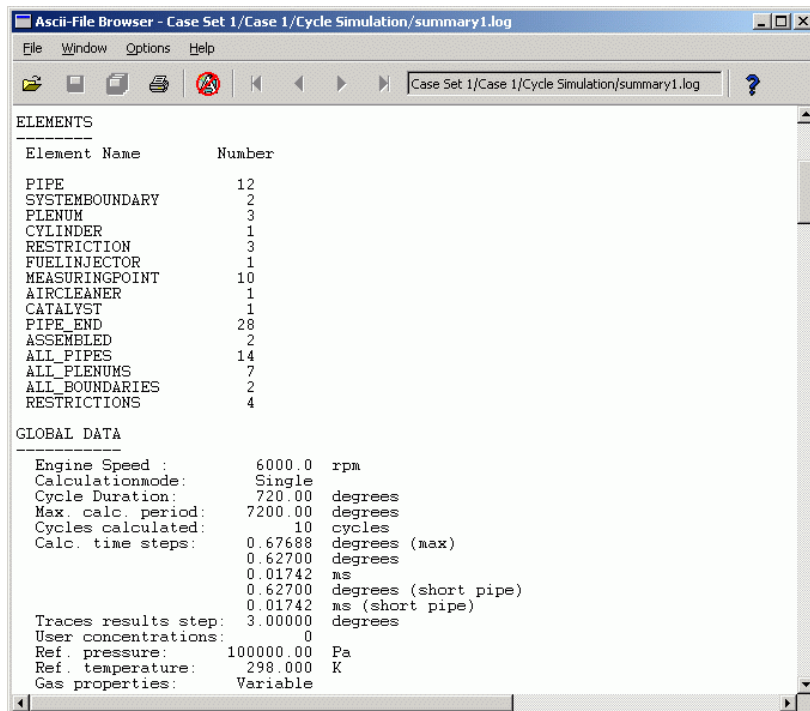 Ascii-File Browser - Case Set 1/Case 1/Cycle Simulation/summary1.log
File Window Options Help
Case Set 1/Case 1/Cycle Simulation/summary1.log
ELEMENTS
--------
Element Name Number
PIPE 12
SYSTEMBOUNDARY 2
PLENUM 3
CYLINDER 1
RESTRICTION 3
FUELINJECTOR 1
MEASURINGPOINT 10
AIRCLEANER 1
CATALYST 1
PIPE_END 28
ASSEMBLED 2
ALL_PIPES 14
ALL_PLENUMS 7
ALL_BOUNDARIES 2
RESTRICTIONS 4
GLOBAL DATA
-----------
Engine Speed : 6000.0 rpm
Calculationmode: Single
Cycle Duration: 720.00 degrees
Max. calc. period: 7200.00 degrees
Cycles calculated: 10 cycles
Calc. time steps: 0.67688 degrees (max)
0.62700 degrees
0.01742 ms
0.62700 degrees (short pipe)
0.01742 ms (short pipe)
Traces results step: 3.00000 degrees
User concentrations: 0
Ref. pressure: 100000.00 Pa
Ref. temperature: 298.000 K
Gas properties: Variable